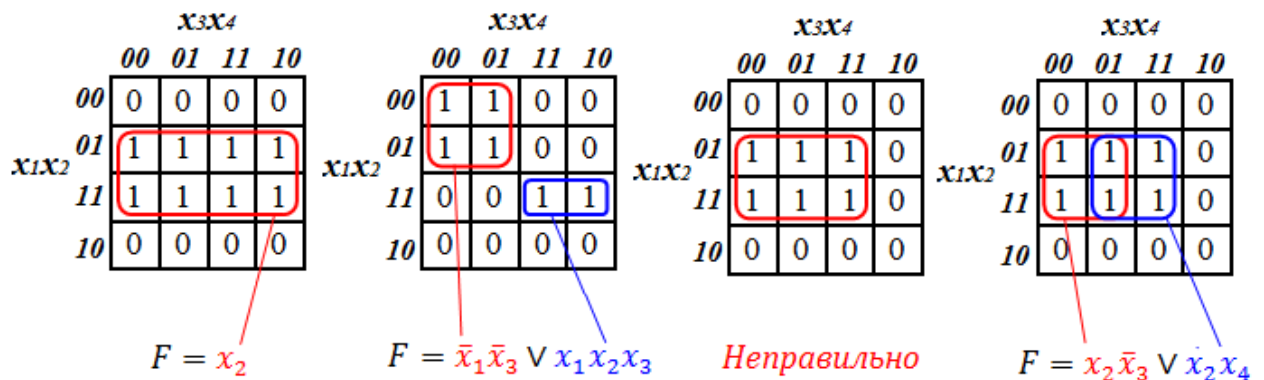 x₃x₄
00 01 11 10
00 0 0 0 0
01 1 1 1 1
x₁x₂
11 1 1 1 1
10 0 0 0 0
F = x₂
x₃x₄
00 01 11 10
00 1 1 0 0
01 1 1 0 0
x₁x₂
11 0 0 1 1
10 0 0 0 0
F = x̄₁x̄₃ ∨ x₁x₂x₃
x₃x₄
00 01 11 10
00 0 0 0 0
01 1 1 1 0
x₁x₂
11 1 1 1 0
10 0 0 0 0
Неправильно
x₃x₄
00 01 11 10
00 0 0 0 0
01 1 1 1 0
x₁x₂
11 1 1 1 0
10 0 0 0 0
F = x₂x̄₃ ∨ x₂x₄